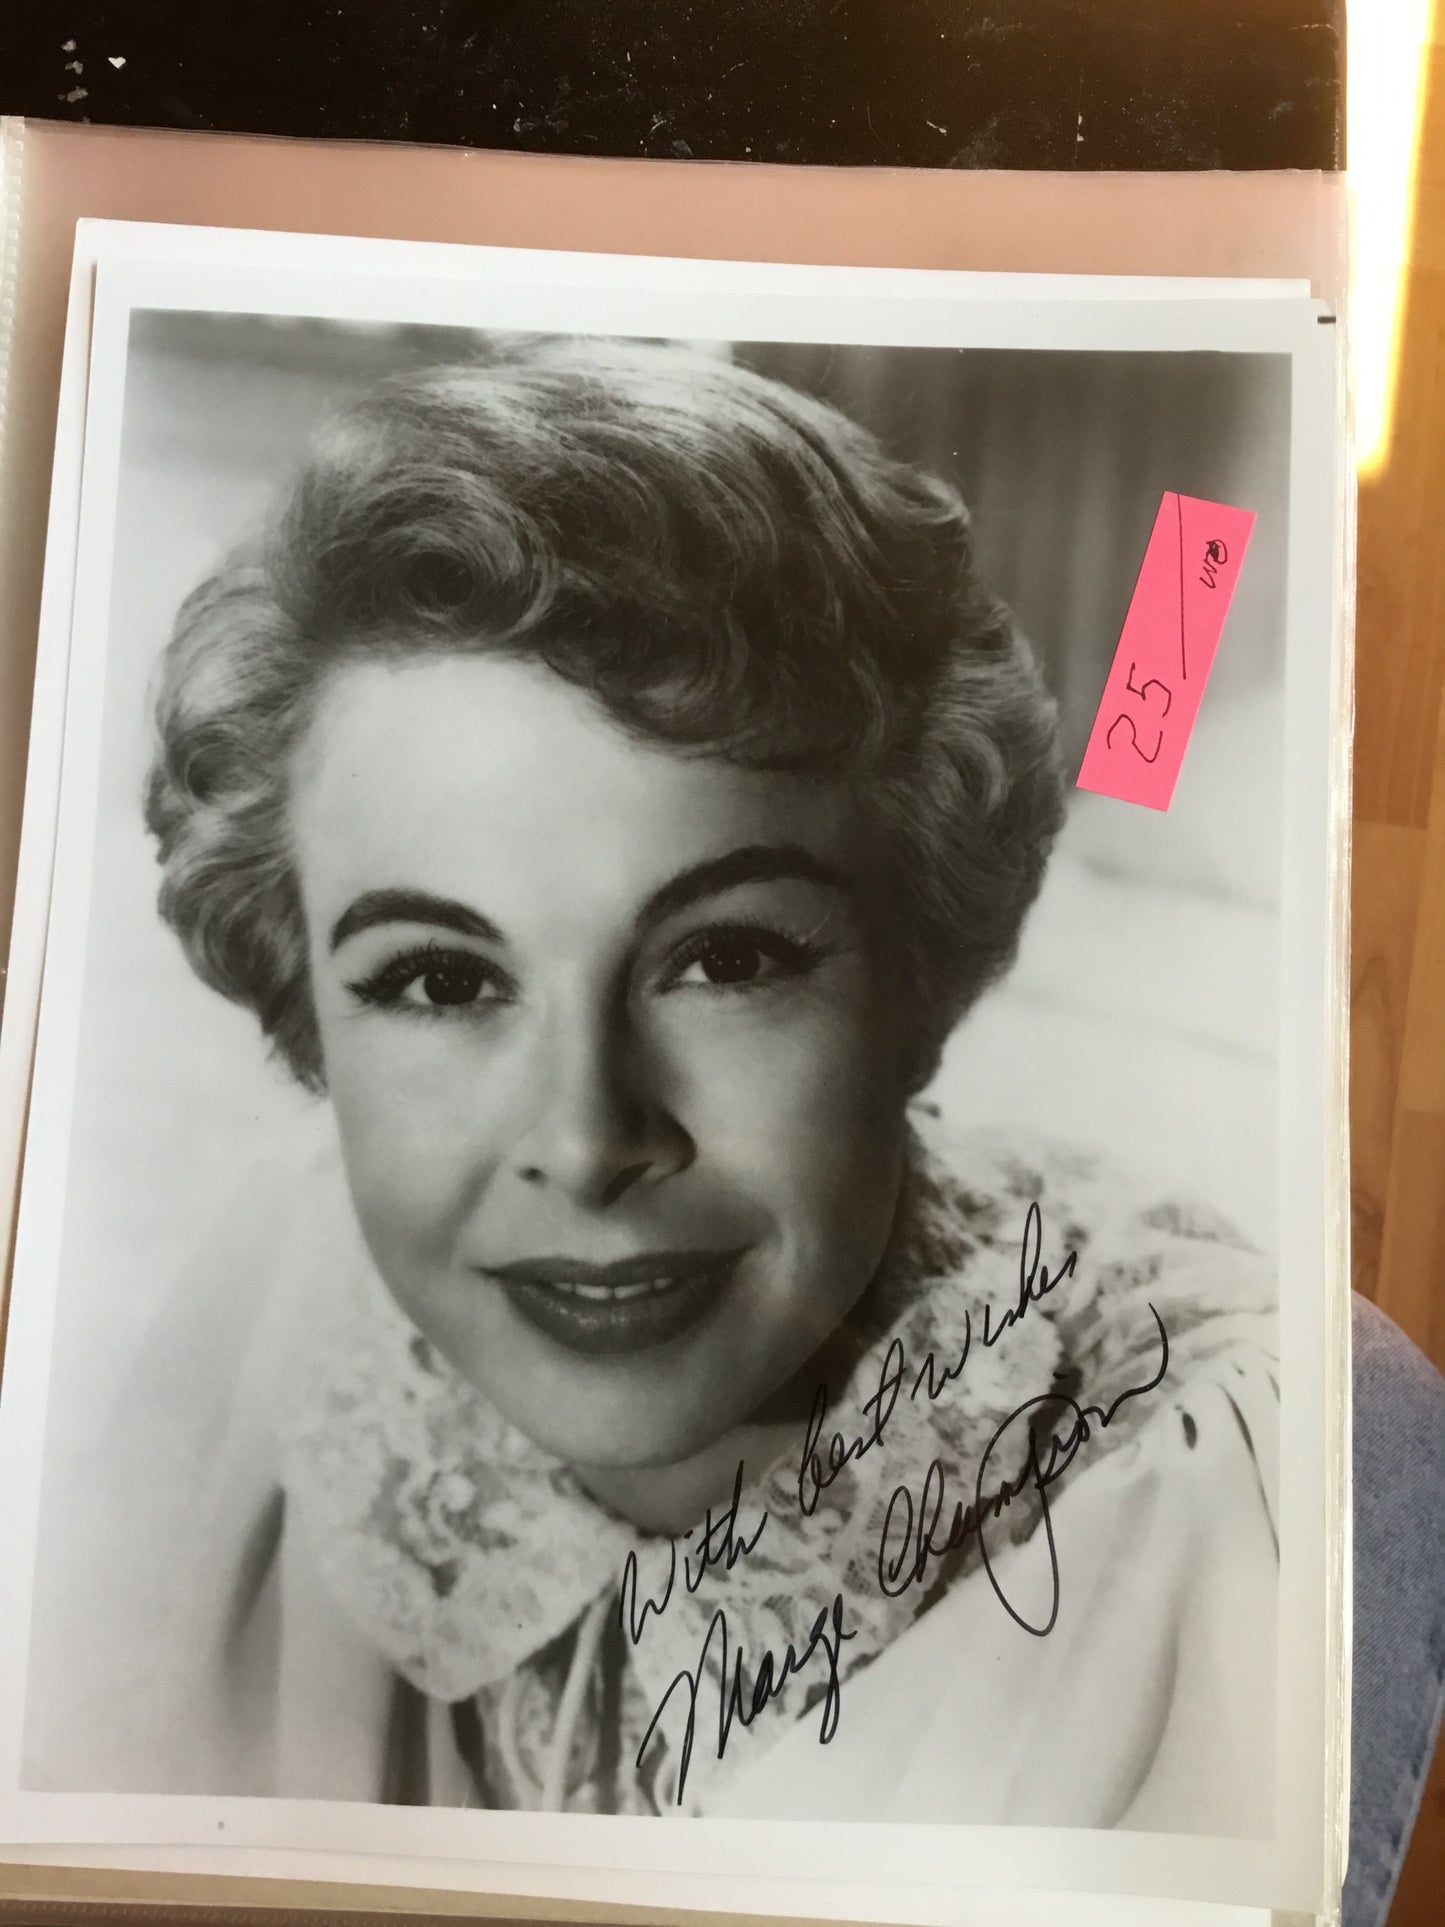 25/
With best wishes
Marge Champion